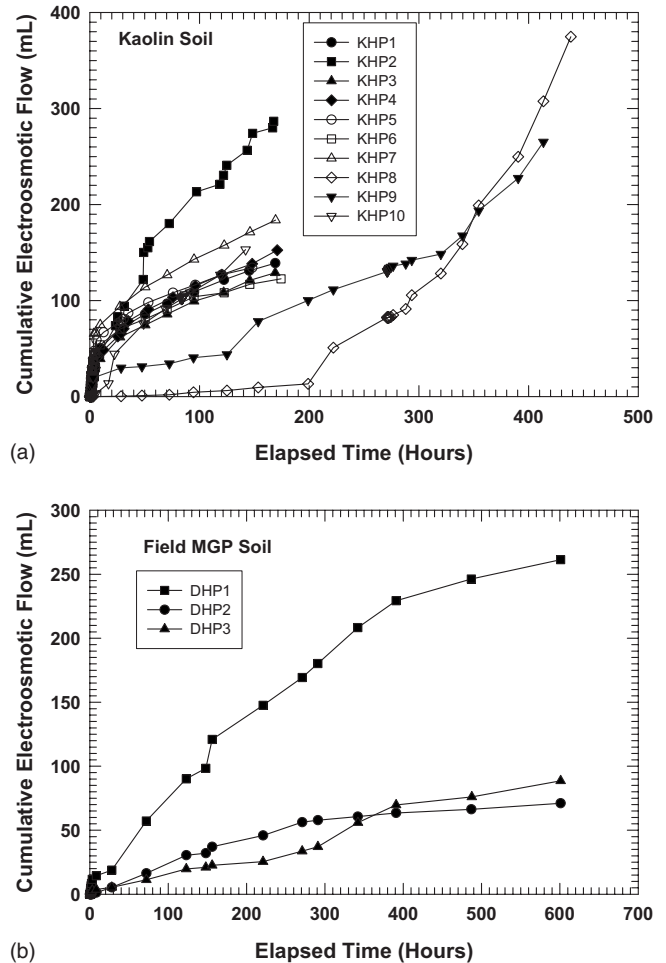 Kaolin Soil
KHP1
KHP2
KHP3
KHP4
KHP5
KHP6
KHP7
KHP8
KHP9
KHP10
Cumulative Electroosmotic Flow (mL)
400
300
200
100
0
0 100 200 300 400 500
(a)
Elapsed Time (Hours)
Field MGP Soil
DHP1
DHP2
DHP3
Cumulative Electroosmotic Flow (mL)
300
250
200
150
100
50
0
0 100 200 300 400 500 600 700
(b)
Elapsed Time (Hours)